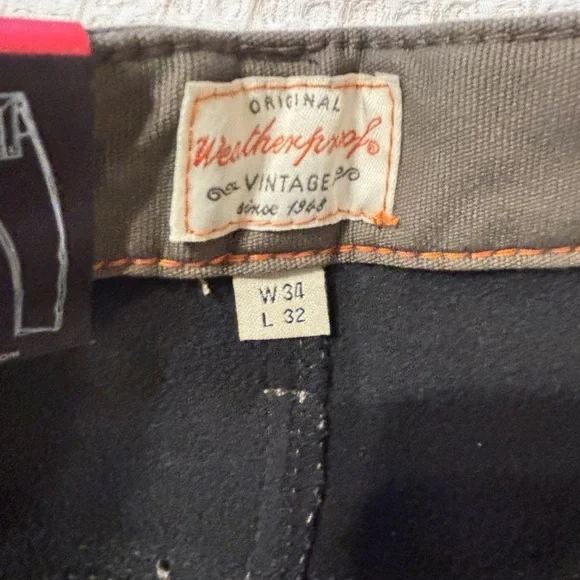 ORIGINAL
Weatherproof®
VINTAGE
since 1948
W 34
L 32